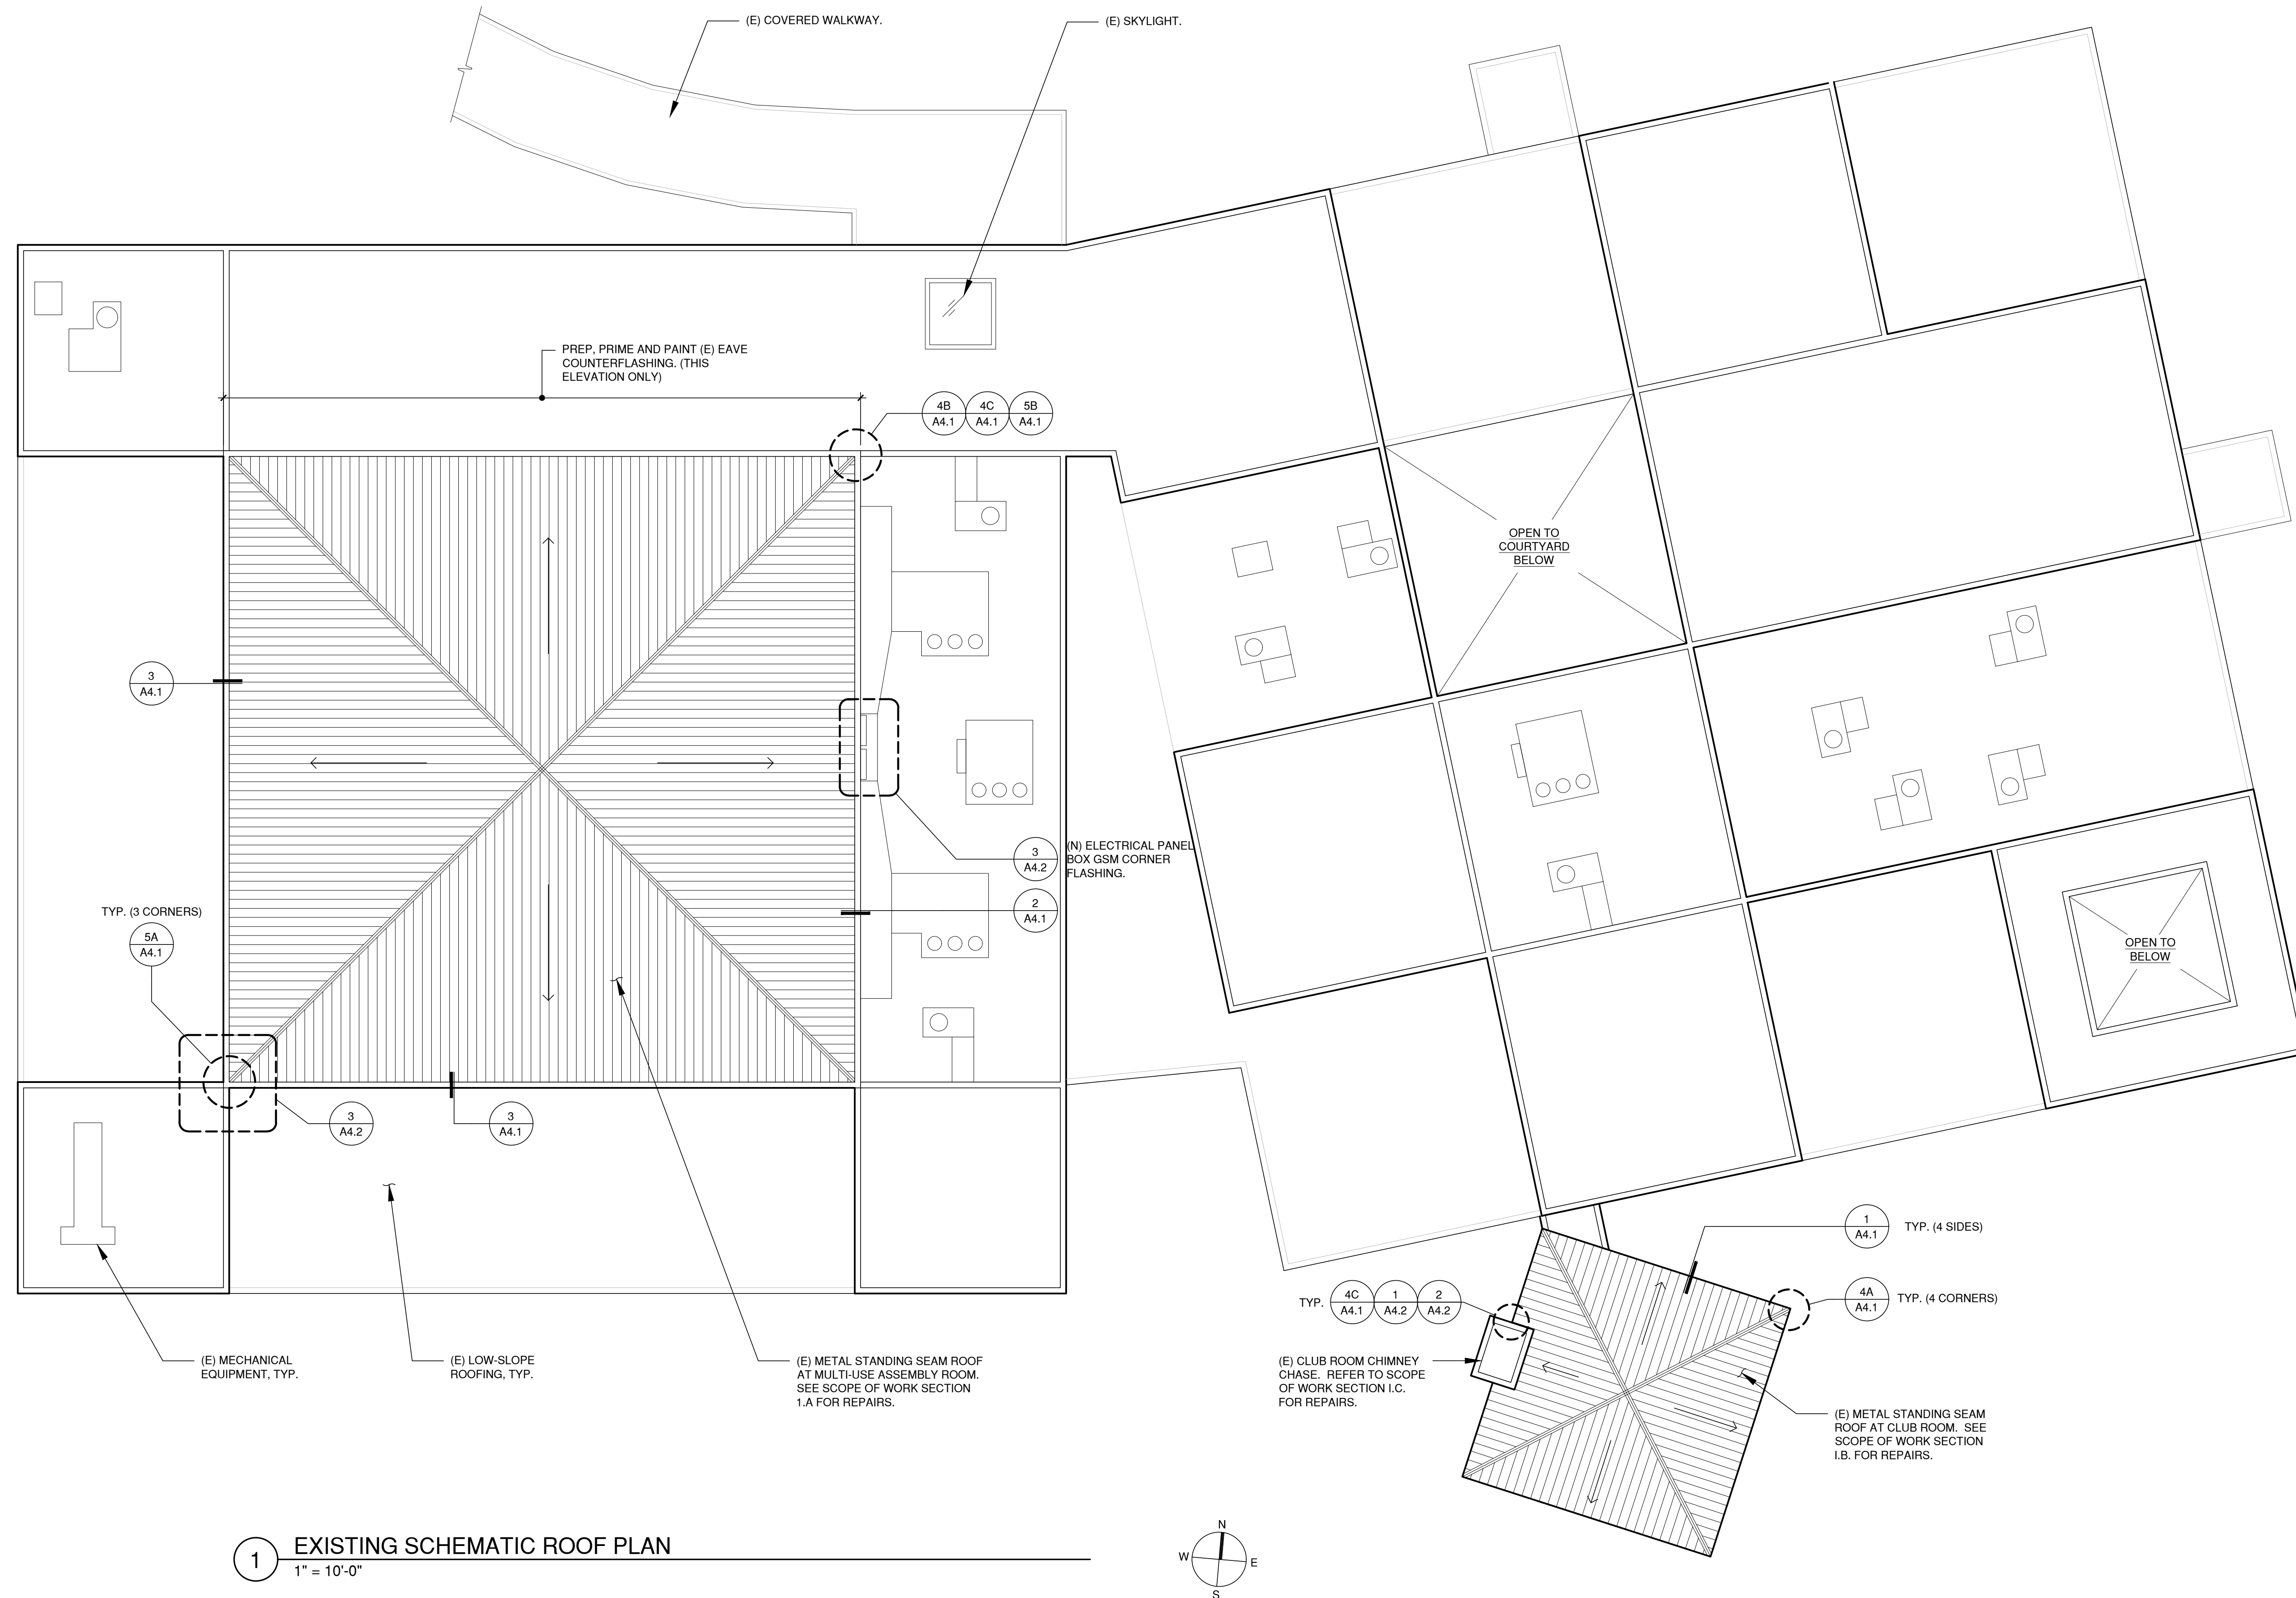 (E) COVERED WALKWAY.
(E) SKYLIGHT.
PREP, PRIME AND PAINT (E) EAVE
COUNTERFLASHING. (THIS
ELEVATION ONLY)
4B
A4.1
4C
A4.1
5B
A4.1
OPEN TO
COURTYARD
BELOW
3
A4.1
3
A4.2
(N) ELECTRICAL PANEL
BOX GSM CORNER
FLASHING.
2
A4.1
TYP. (3 CORNERS)
5A
A4.1
OPEN TO
BELOW
3
A4.2
3
A4.1
1
A4.1
TYP. (4 SIDES)
TYP.
4C
A4.1
1
A4.2
2
A4.2
4A
A4.1
TYP. (4 CORNERS)
(E) MECHANICAL
EQUIPMENT, TYP.
(E) LOW-SLOPE
ROOFING, TYP.
(E) METAL STANDING SEAM ROOF
AT MULTI-USE ASSEMBLY ROOM.
SEE SCOPE OF WORK SECTION
1.A FOR REPAIRS.
(E) CLUB ROOM CHIMNEY
CHASE. REFER TO SCOPE
OF WORK SECTION I.C.
FOR REPAIRS.
(E) METAL STANDING SEAM
ROOF AT CLUB ROOM. SEE
SCOPE OF WORK SECTION
I.B. FOR REPAIRS.
1
EXISTING SCHEMATIC ROOF PLAN
1" = 10'-0"
N
W
E
S